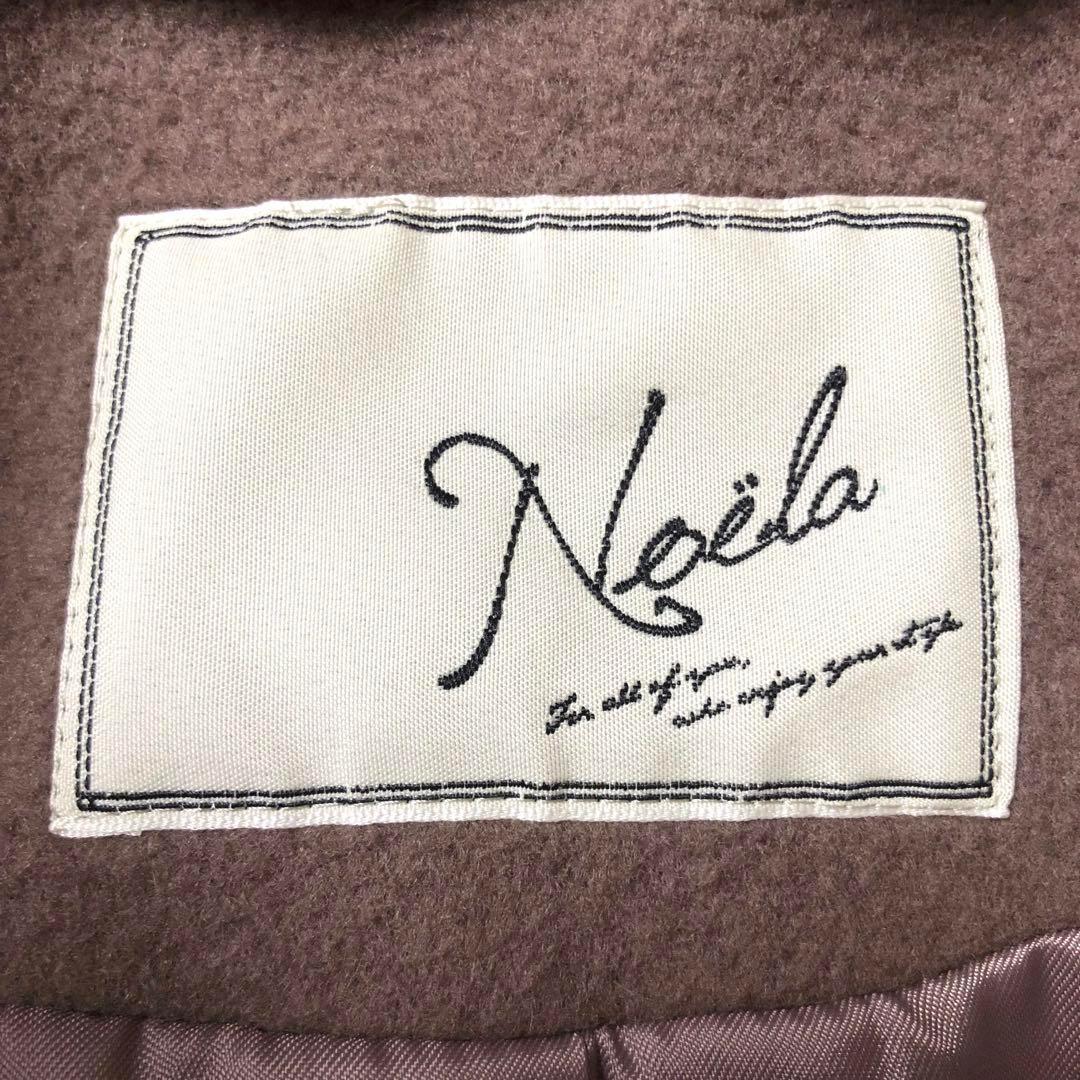 Noëla
For all of you,
who enjoy your style